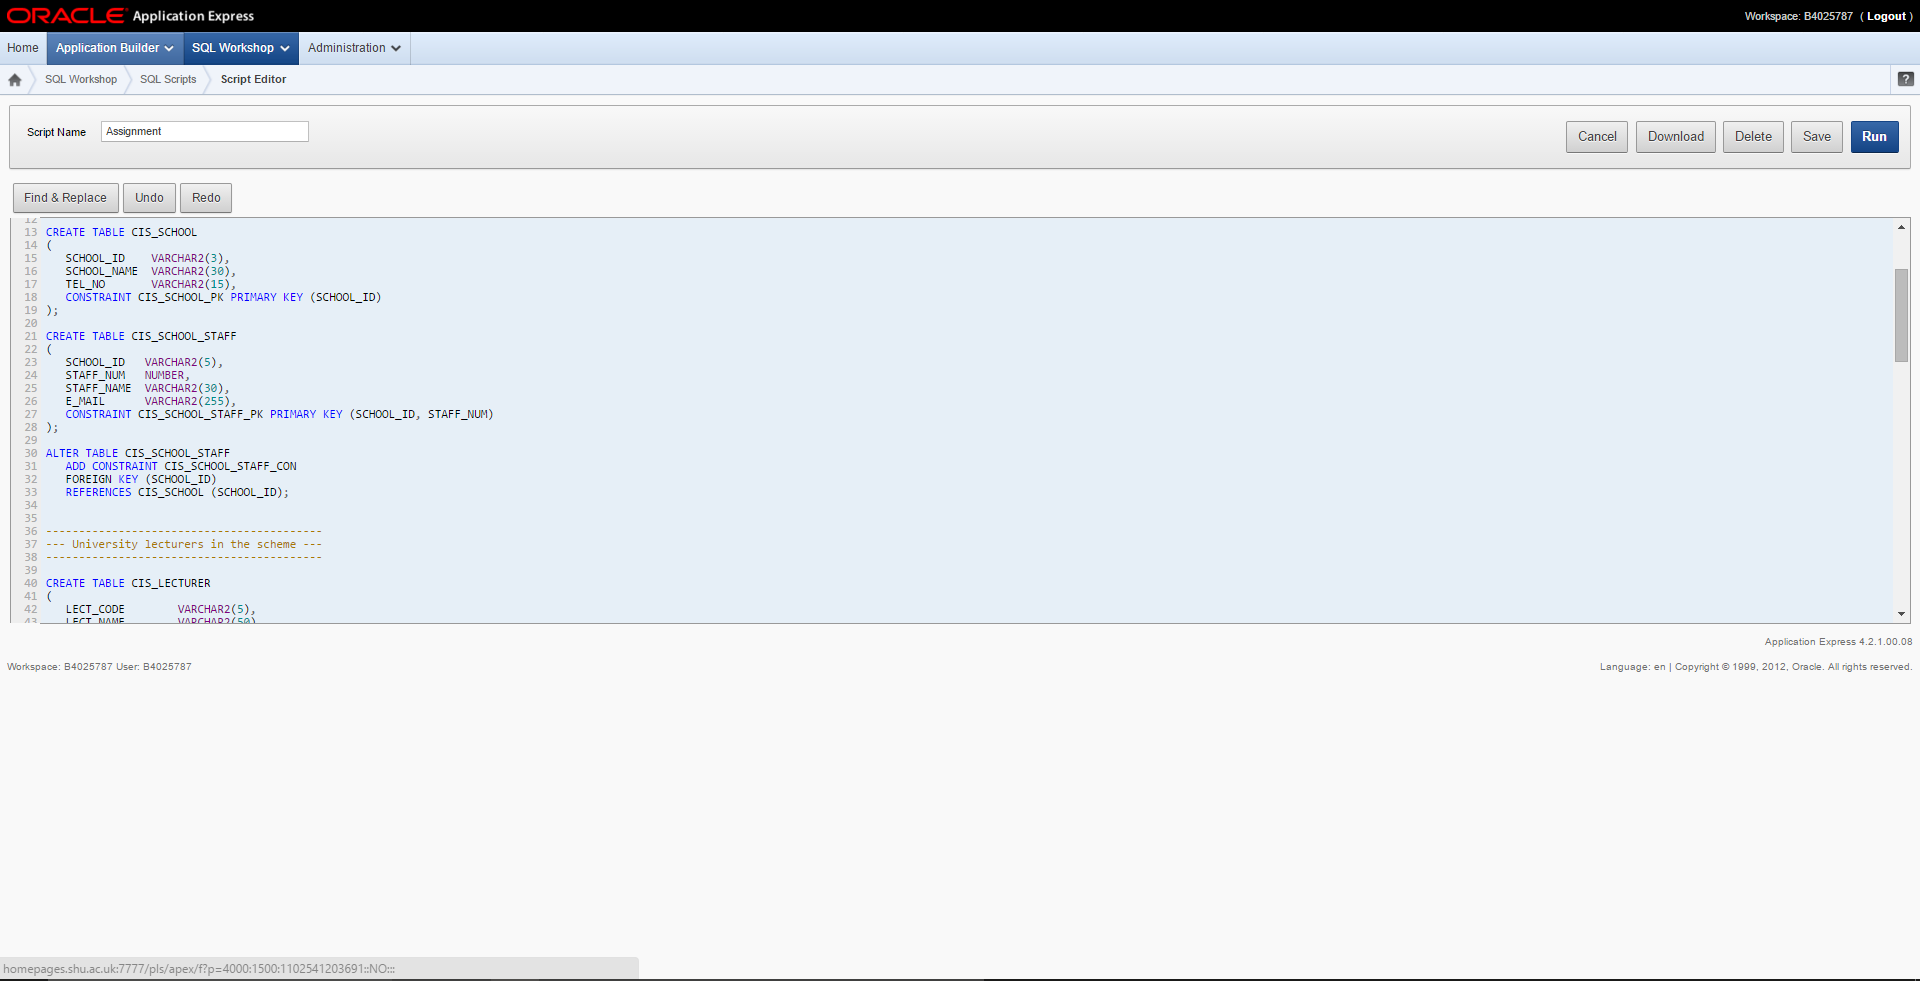 ORACLE Application Express
Workspace: B4025787 ( Logout )
Home Application Builder SQL Workshop Administration
SQL Workshop SQL Scripts Script Editor ?
Script Name Assignment Cancel Download Delete Save Run
Find & Replace Undo Redo
12
13 CREATE TABLE CIS_SCHOOL
14 (
15 SCHOOL_ID VARCHAR2(3),
16 SCHOOL_NAME VARCHAR2(30),
17 TEL_NO VARCHAR2(15),
18 CONSTRAINT CIS_SCHOOL_PK PRIMARY KEY (SCHOOL_ID)
19 );
20
21 CREATE TABLE CIS_SCHOOL_STAFF
22 (
23 SCHOOL_ID VARCHAR2(5),
24 STAFF_NUM NUMBER,
25 STAFF_NAME VARCHAR2(30),
26 E_MAIL VARCHAR2(255),
27 CONSTRAINT CIS_SCHOOL_STAFF_PK PRIMARY KEY (SCHOOL_ID, STAFF_NUM)
28 );
29
30 ALTER TABLE CIS_SCHOOL_STAFF
31 ADD CONSTRAINT CIS_SCHOOL_STAFF_CON
32 FOREIGN KEY (SCHOOL_ID)
33 REFERENCES CIS_SCHOOL (SCHOOL_ID);
34
35
36 ------------------------------------------
37 --- University lecturers in the scheme ---
38 ------------------------------------------
39
40 CREATE TABLE CIS_LECTURER
41 (
42 LECT_CODE VARCHAR2(5),
43 LECT_NAME VARCHAR2(50)
Application Express 4.2.1.00.08
Workspace: B4025787 User: B4025787
Language: en | Copyright © 1999, 2012, Oracle. All rights reserved.
homepages.shu.ac.uk:7777/pls/apex/f?p=4000:1500:1102541203691::NO:::